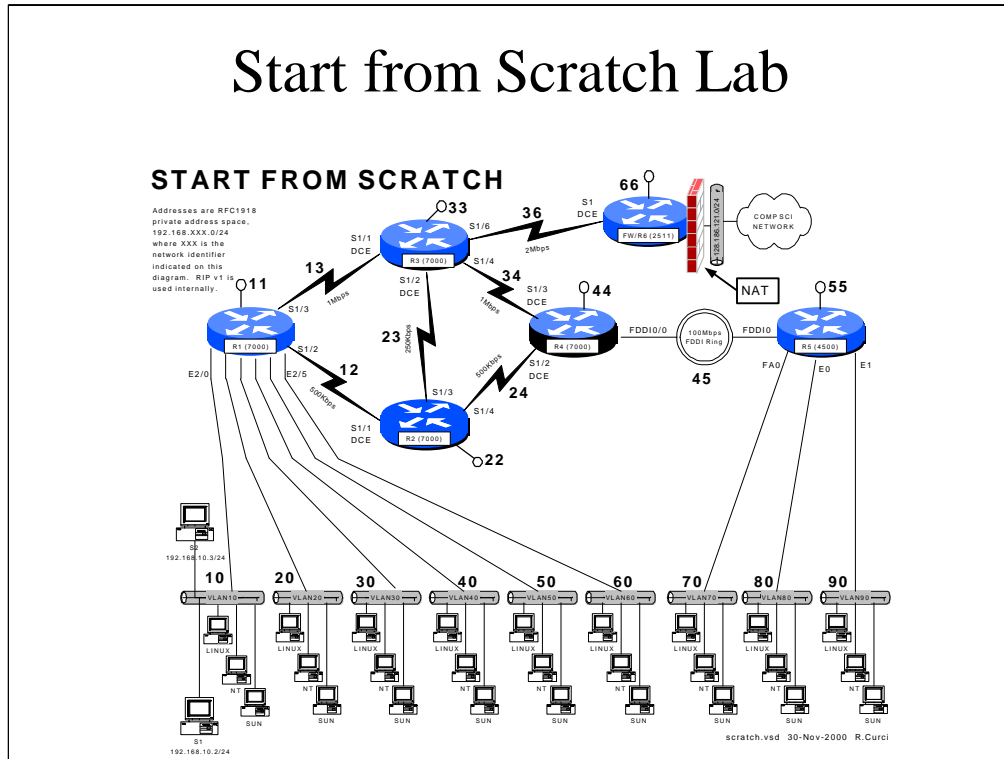 Start from Scratch Lab
START FROM SCRATCH
Addresses are RFC1918
private address space,
192.168.XXX.0/24
where XXX is the
network identifier
indicated on this
diagram. RIP v1 is
used internally.
66
33
36
S1
DCE
2Mbps
FW/R6 (2511)
128.186.121.0/24
COMPSCI
NETWORK
NAT
S1/6
S1/1
DCE
R3 (7000)
S1/4
S1/2
DCE
13
1Mbps
34
1Mbps
11
S1/3
R1 (7000)
S1/2
44
S1/3
DCE
R4 (7000)
FDDI0/0
S1/2
DCE
100Mbps
FDDI Ring
45
55
FDDI0
R5 (4500)
FA0
E0
E1
23
250Kbps
12
500Kbps
500Kbps
24
E2/0
E2/5
S1/3
S1/4
S1/1
DCE
R2 (7000)
22
S2
192.168.10.3/24
10
20
30
40
50
60
70
80
90
VLAN10
VLAN20
VLAN30
VLAN40
VLAN50
VLAN60
VLAN70
VLAN80
VLAN90
LINUX
LINUX
LINUX
LINUX
LINUX
LINUX
LINUX
LINUX
LINUX
NT
NT
NT
NT
NT
NT
NT
NT
NT
SUN
SUN
SUN
SUN
SUN
SUN
SUN
SUN
SUN
S1
192.168.10.2/24
scratch.vsd 30-Nov-2000 R.Curci